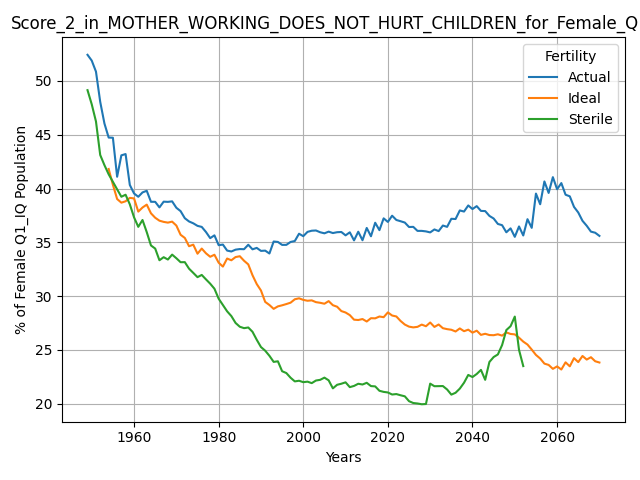 Score_2_in_MOTHER_WORKING_DOES_NOT_HURT_CHILDREN_for_Female_Q
Fertility
Actual
Ideal
Sterile
% of Female Q1_IQ Population
50
45
40
35
30
25
20
1960
1980
2000
2020
2040
2060
Years